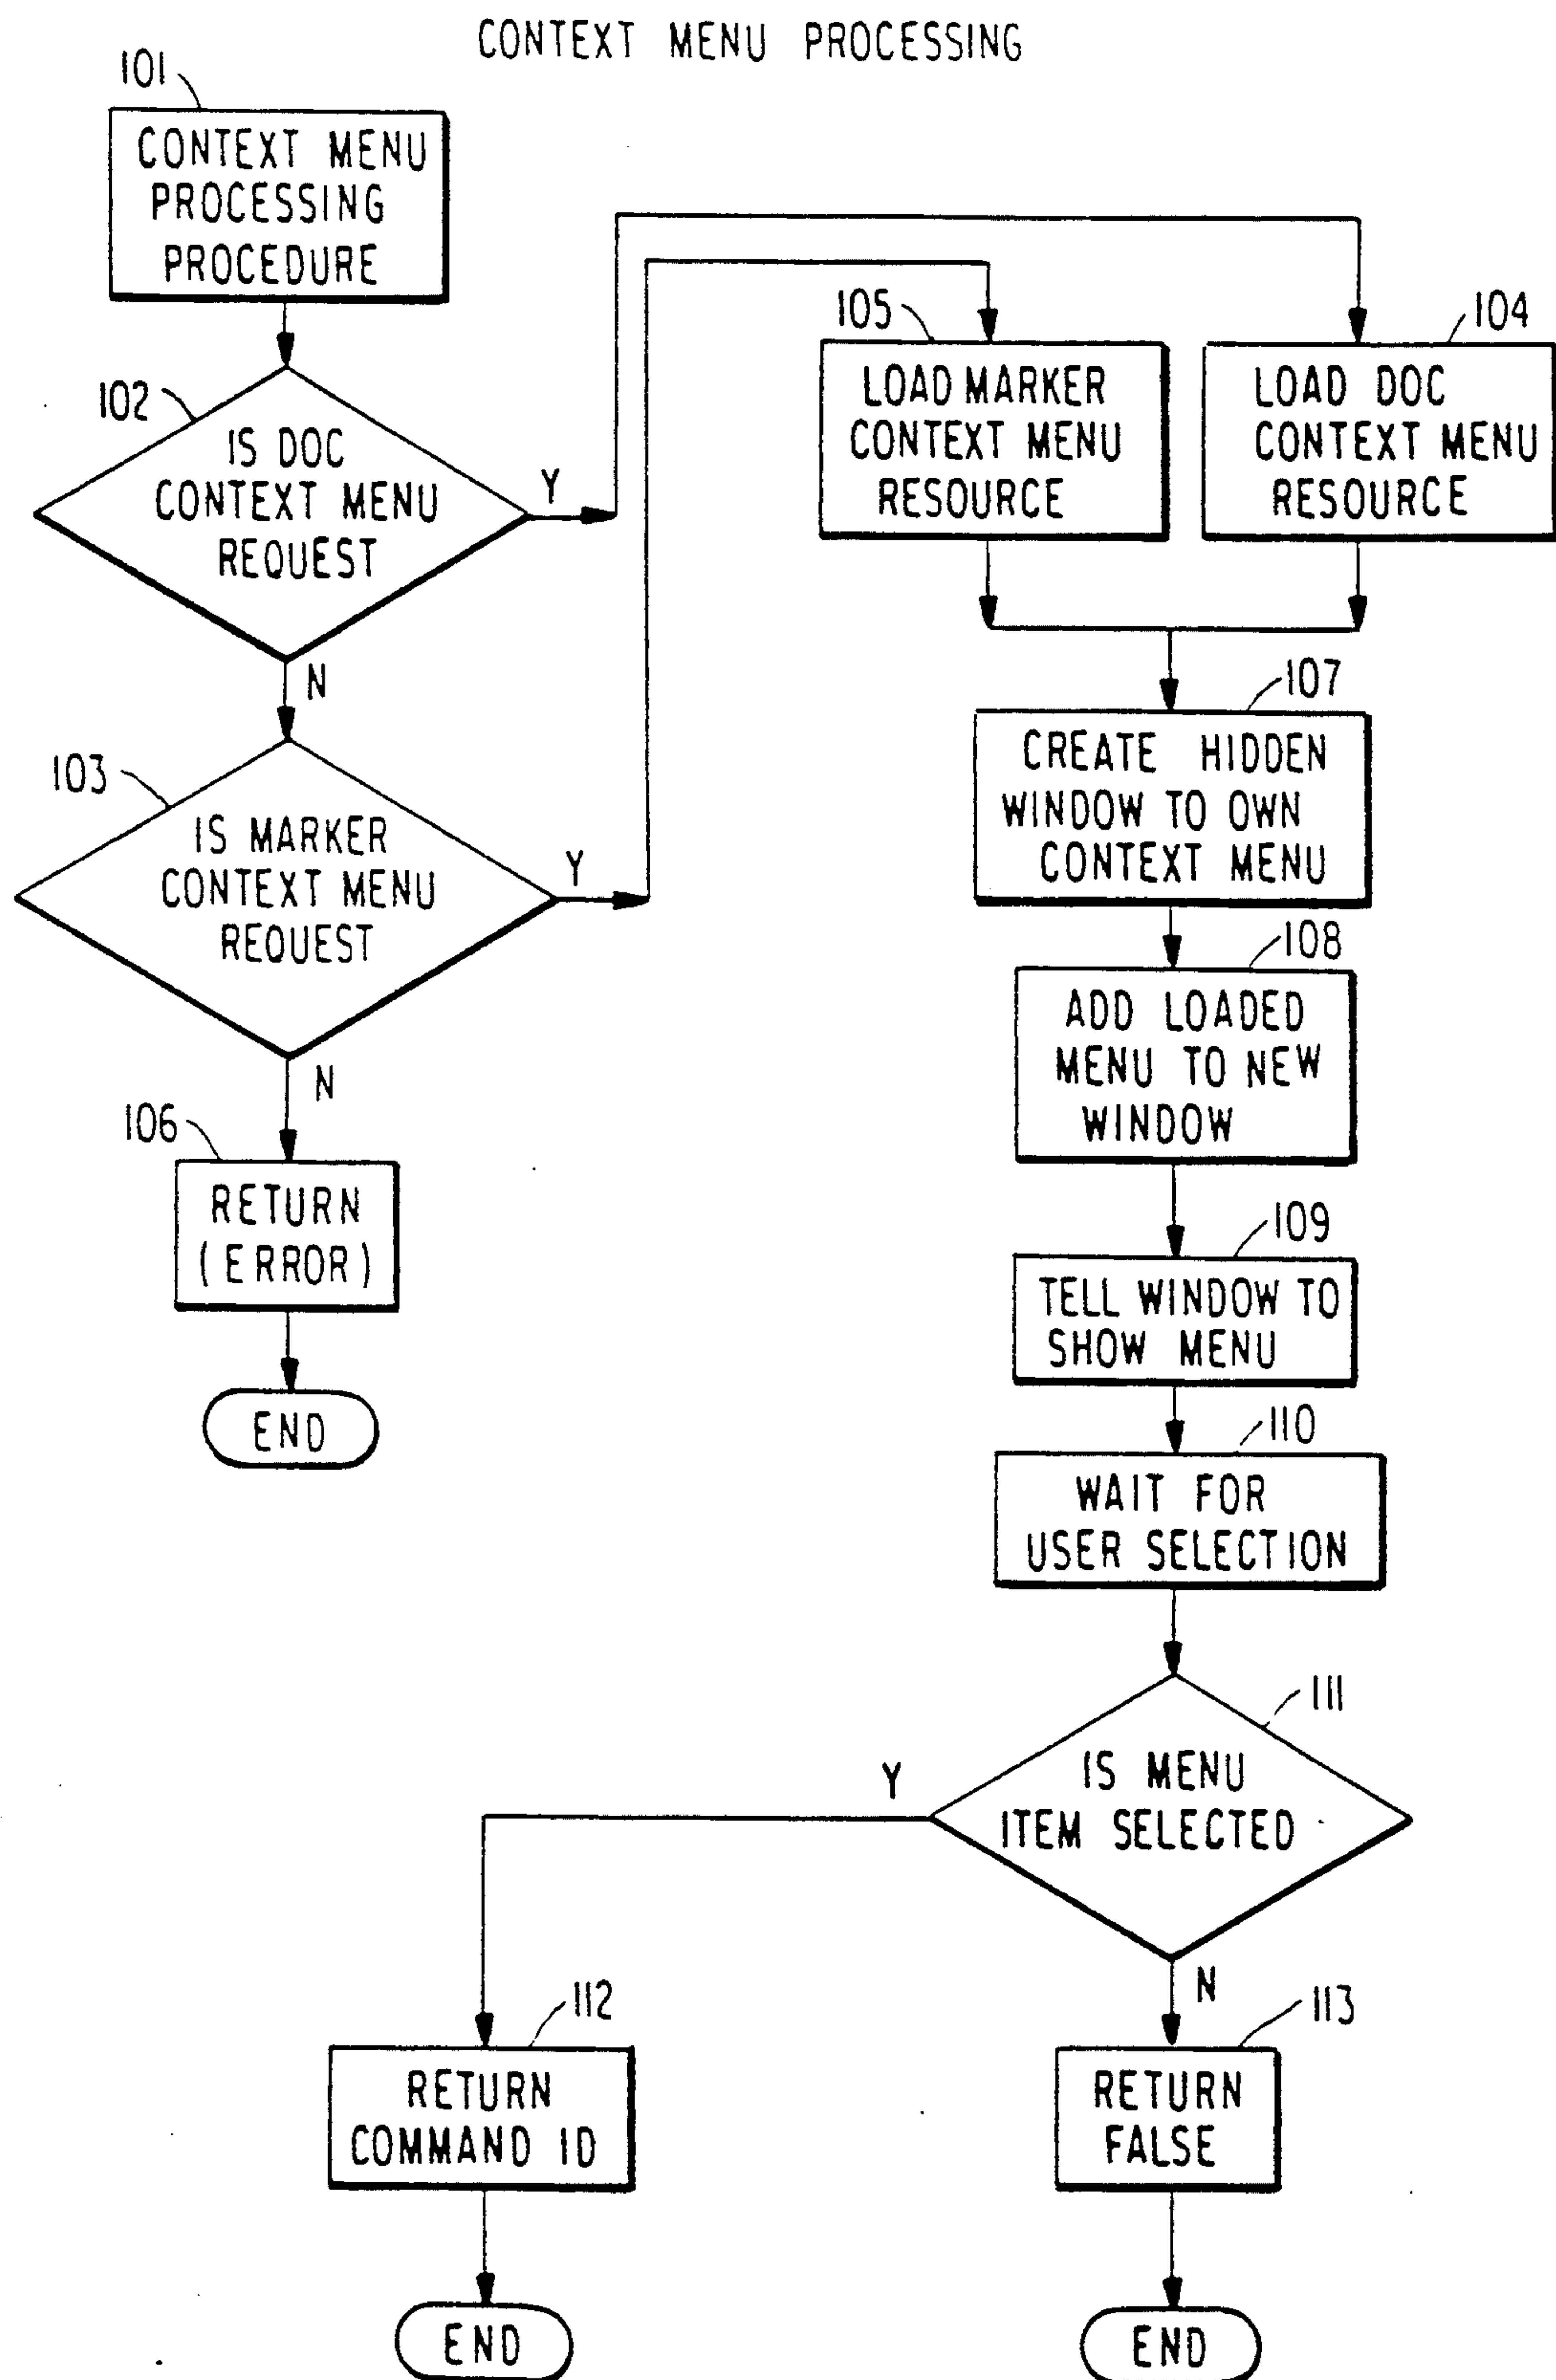 CONTEXT MENU PROCESSING
101
CONTEXT MENU
PROCESSING
PROCEDURE
102
IS DOC
CONTEXT MENU
REQUEST
Y
N
103
IS MARKER
CONTEXT MENU
REQUEST
Y
N
106
RETURN
(ERROR)
END
105
LOAD MARKER
CONTEXT MENU
RESOURCE
104
LOAD DOC
CONTEXT MENU
RESOURCE
107
CREATE HIDDEN
WINDOW TO OWN
CONTEXT MENU
108
ADD LOADED
MENU TO NEW
WINDOW
109
TELL WINDOW TO
SHOW MENU
110
WAIT FOR
USER SELECTION
111
IS MENU
ITEM SELECTED
Y
N
112
RETURN
COMMAND ID
END
113
RETURN
FALSE
END